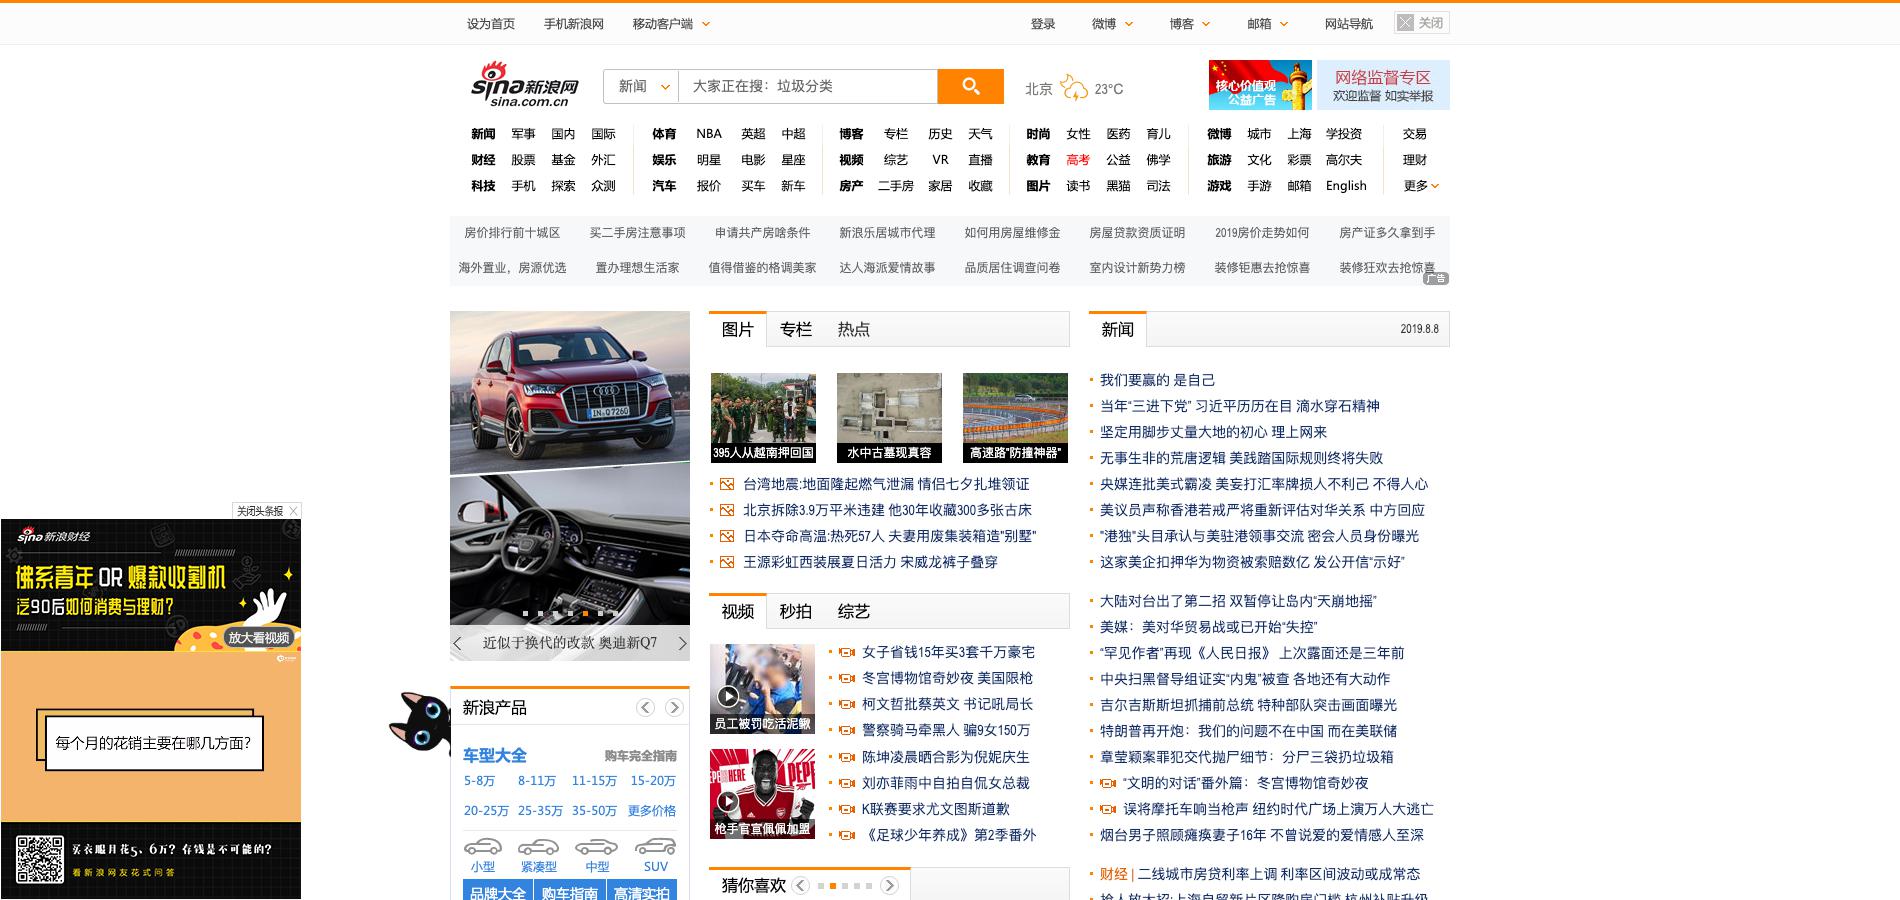 设为首页 手机新浪网 移动客户端 登录 微博 博客 邮箱 网站导航 关闭
sina新浪网
sina.com.cn
新闻 大家正在搜：垃圾分类
北京 23℃
核心价值观
公益广告
网络监督专区
欢迎监督 如实举报
新闻 军事 国内 国际 体育 NBA 英超 中超 博客 专栏 历史 天气 时尚 女性 医药 育儿 微博 城市 上海 学投资 交易
财经 股票 基金 外汇 娱乐 明星 电影 星座 视频 综艺 VR 直播 教育 高考 公益 佛学 旅游 文化 彩票 高尔夫 理财
科技 手机 探索 众测 汽车 报价 买车 新车 房产 二手房 家居 收藏 图片 读书 黑猫 司法 游戏 手游 邮箱 English 更多
房价排行前十城区 买二手房注意事项 申请共产房啥条件 新浪乐居城市代理 如何用房屋维修金 房屋贷款资质证明 2019房价走势如何 房产证多久拿到手
海外置业，房源优选 置办理想生活家 值得借鉴的格调美家 达人海派爱情故事 品质居住调查问卷 室内设计新势力榜 装修钜惠去抢惊喜 装修狂欢去抢惊喜
广告
IN Q 7260
近似于换代的改款 奥迪新Q7
新浪产品
车型大全 购车完全指南
5-8万 8-11万 11-15万 15-20万
20-25万 25-35万 35-50万 更多价格
小型 紧凑型 中型 SUV
品牌大全 购车指南 高清实拍
图片 专栏 热点
395人从越南押回国 水中古墓现真容 高速路"防撞神器"
台湾地震:地面隆起燃气泄漏 情侣七夕扎堆领证
北京拆除3.9万平米违建 他30年收藏300多张古床
日本夺命高温:热死57人 夫妻用废集装箱造"别墅"
王源彩虹西装展夏日活力 宋威龙裤子叠穿
视频 秒拍 综艺
员工被罚吃活泥鳅
枪手官宣佩佩加盟
女子省钱15年买3套千万豪宅
冬宫博物馆奇妙夜 美国限枪
柯文哲批蔡英文 书记吼局长
警察骑马牵黑人 骗9女150万
陈坤凌晨晒合影为倪妮庆生
刘亦菲雨中自拍自侃女总裁
K联赛要求尤文图斯道歉
《足球少年养成》第2季番外
猜你喜欢
新闻 2019.8.8
我们要赢的 是自己
当年“三进下党” 习近平历历在目 滴水穿石精神
坚定用脚步丈量大地的初心 理上网来
无事生非的荒唐逻辑 美践踏国际规则终将失败
央媒连批美式霸凌 美妄打汇率牌损人不利己 不得人心
美议员声称香港若戒严将重新评估对华关系 中方回应
"港独"头目承认与美驻港领事交流 密会人员身份曝光
这家美企扣押华为物资被索赔数亿 发公开信“示好”
大陆对台出了第二招 双暂停让岛内“天崩地摇”
美媒：美对华贸易战或已开始“失控”
“罕见作者”再现《人民日报》 上次露面还是三年前
中央扫黑督导组证实“内鬼”被查 各地还有大动作
吉尔吉斯斯坦抓捕前总统 特种部队突击画面曝光
特朗普再开炮：我们的问题不在中国 而在美联储
章莹颖案罪犯交代抛尸细节：分尸三袋扔垃圾箱
“文明的对话”番外篇：冬宫博物馆奇妙夜
误将摩托车响当枪声 纽约时代广场上演万人大逃亡
烟台男子照顾瘫痪妻子16年 不曾说爱的爱情感人至深
财经 | 二线城市房贷利率上调 利率区间波动或成常态
抢人放大招:上海自贸新片区降购房门槛 杭州补贴升级
关闭头条报
sina新浪财经
佛系青年 OR 爆款收割机
泛90后如何消费与理财？
放大看视频
每个月的花销主要在哪几方面？
买衣服月花5、6万？存钱是不可能的？
看新浪网友花式问答